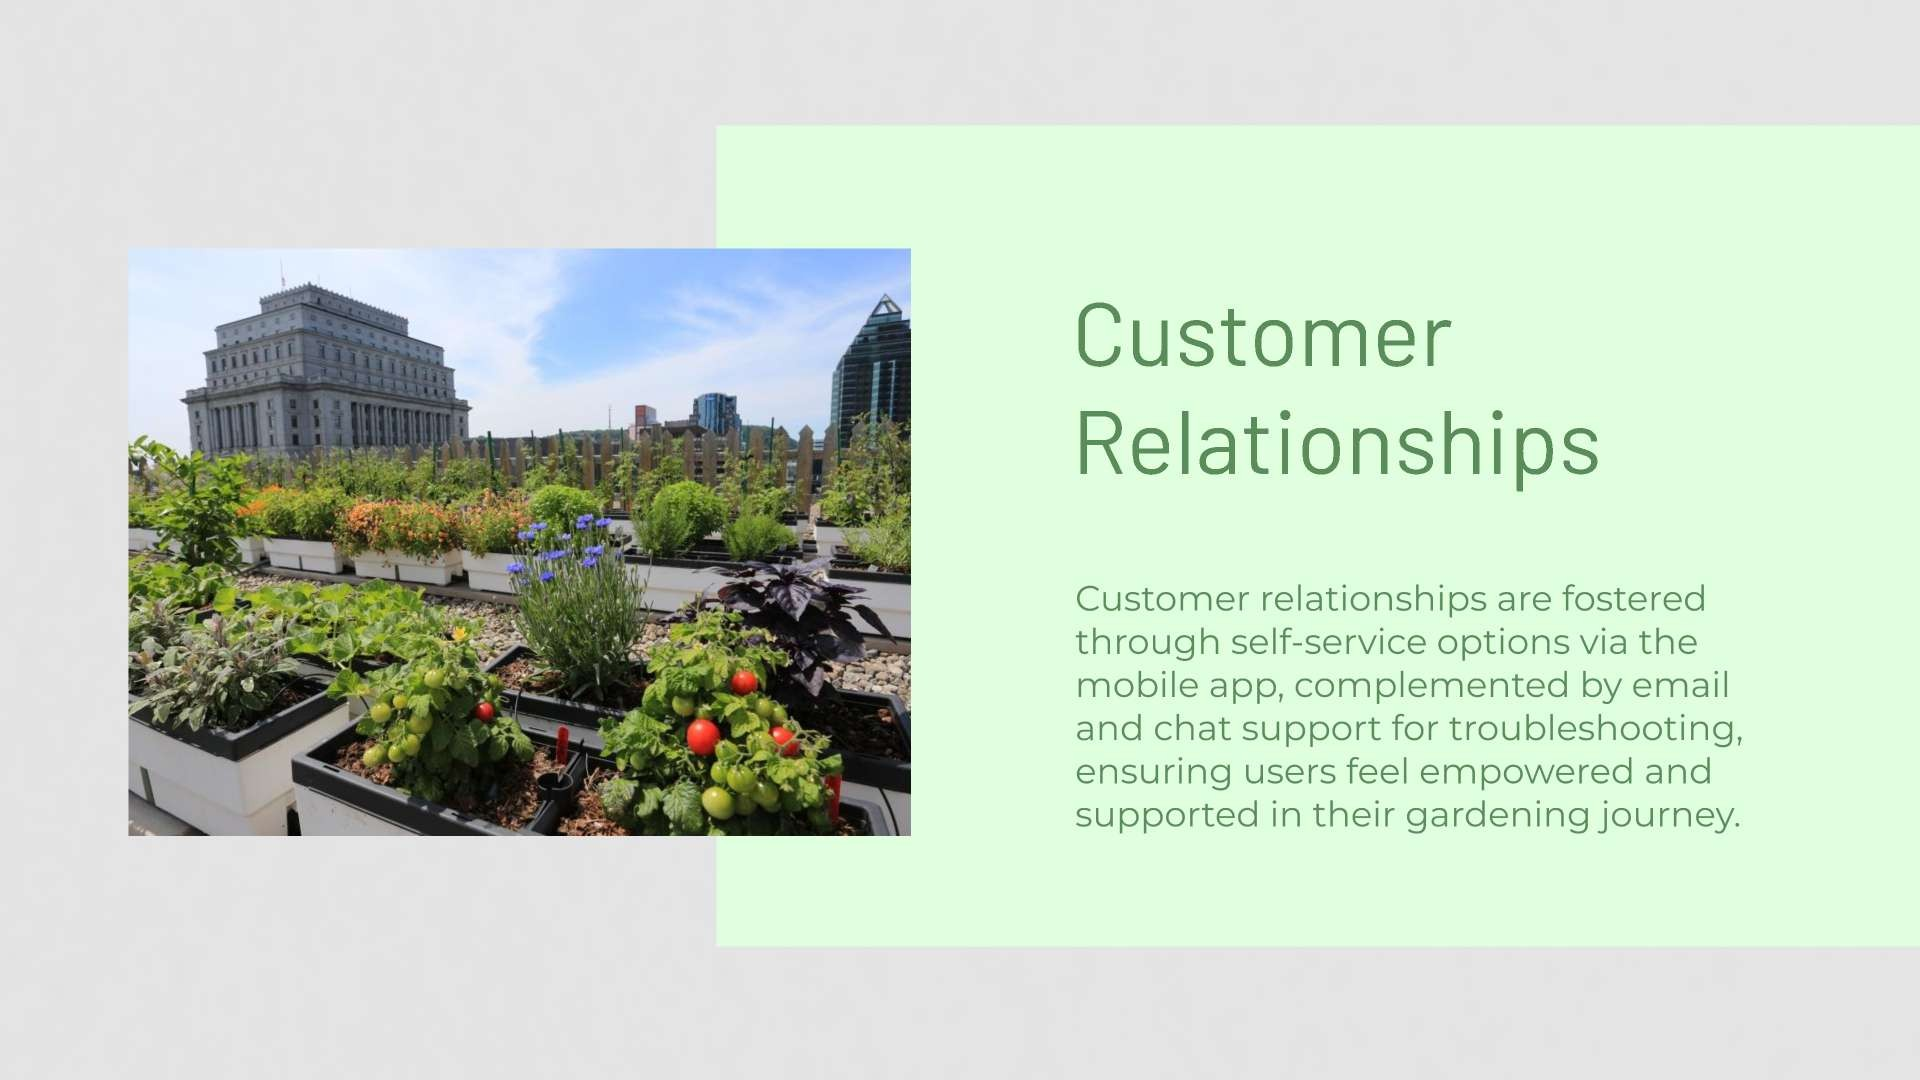 Customer
Relationships
Customer relationships are fostered
through self-service options via the
mobile app, complemented by email
and chat support for troubleshooting,
ensuring users feel empowered and
supported in their gardening journey.